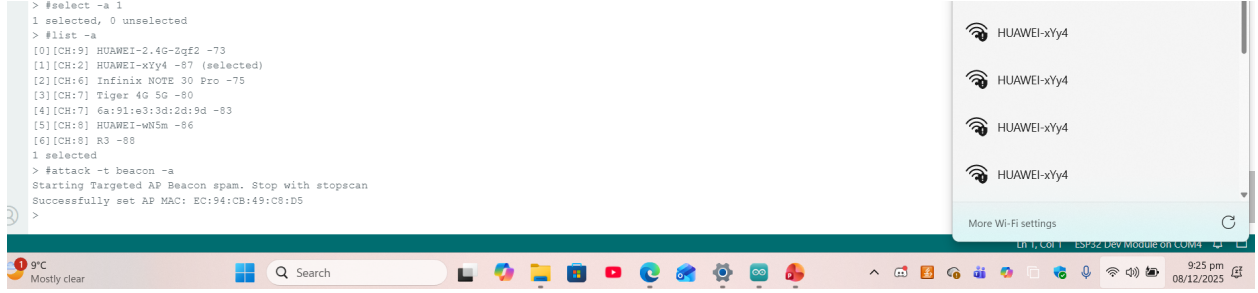 > #select -a 1
1 selected, 0 unselected
> #list -a
[0][CH:9] HUAWEI-2.4G-Zqf2 -73
[1][CH:2] HUAWEI-xYy4 -87 (selected)
[2][CH:6] Infinix NOTE 30 Pro -75
[3][CH:7] Tiger 4G 5G -80
[4][CH:7] 6a:91:e3:3d:2d:9d -83
[5][CH:8] HUAWEI-wN5m -86
[6][CH:8] R3 -88
1 selected
> #attack -t beacon -a
Starting Targeted AP Beacon spam. Stop with stopscan
Successfully set AP MAC: EC:94:CB:49:C8:D5
>
HUAWEI-xYy4
HUAWEI-xYy4
HUAWEI-xYy4
HUAWEI-xYy4
More Wi-Fi settings
Ln 1, Col 1 ESP32 Dev Module on COM4
1
9°C
Mostly clear
Search
9:25 pm
08/12/2025